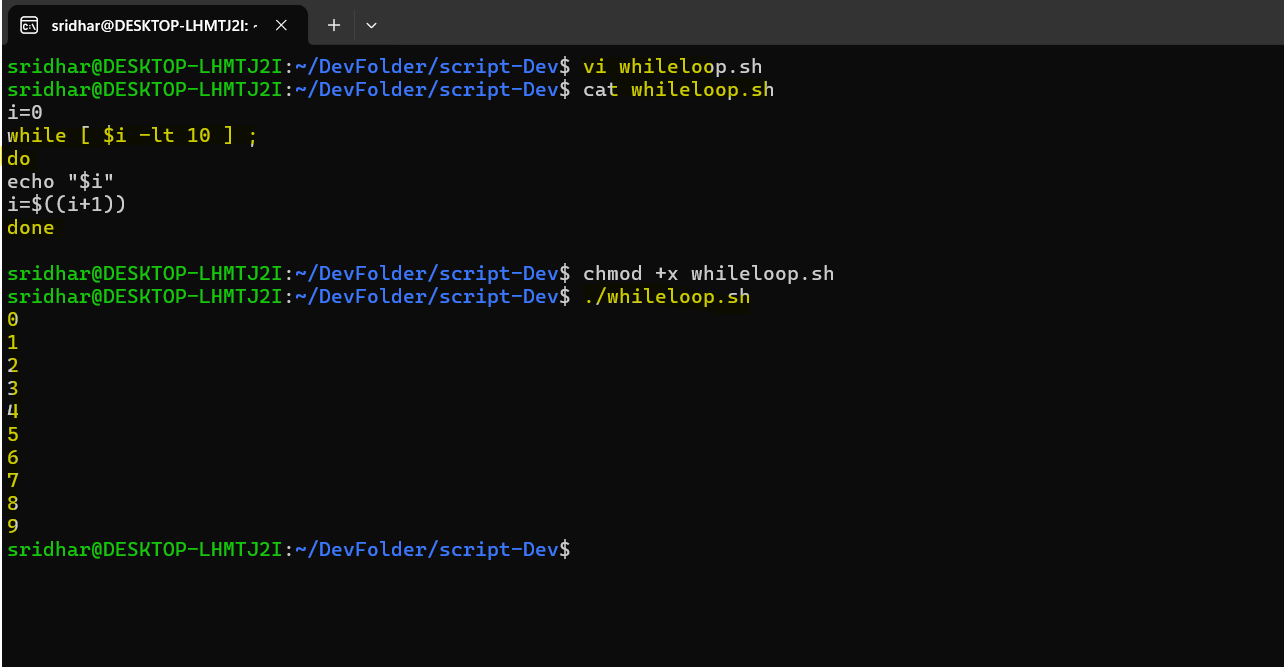 sridhar@DESKTOP-LHMTJ2I: ~
sridhar@DESKTOP-LHMTJ2I:~/DevFolder/script-Dev$ vi whileloop.sh
sridhar@DESKTOP-LHMTJ2I:~/DevFolder/script-Dev$ cat whileloop.sh
i=0
while [ $i -lt 10 ] ;
do
echo "$i"
i=$((i+1))
done
sridhar@DESKTOP-LHMTJ2I:~/DevFolder/script-Dev$ chmod +x whileloop.sh
sridhar@DESKTOP-LHMTJ2I:~/DevFolder/script-Dev$ ./whileloop.sh
0
1
2
3
4
5
6
7
8
9
sridhar@DESKTOP-LHMTJ2I:~/DevFolder/script-Dev$